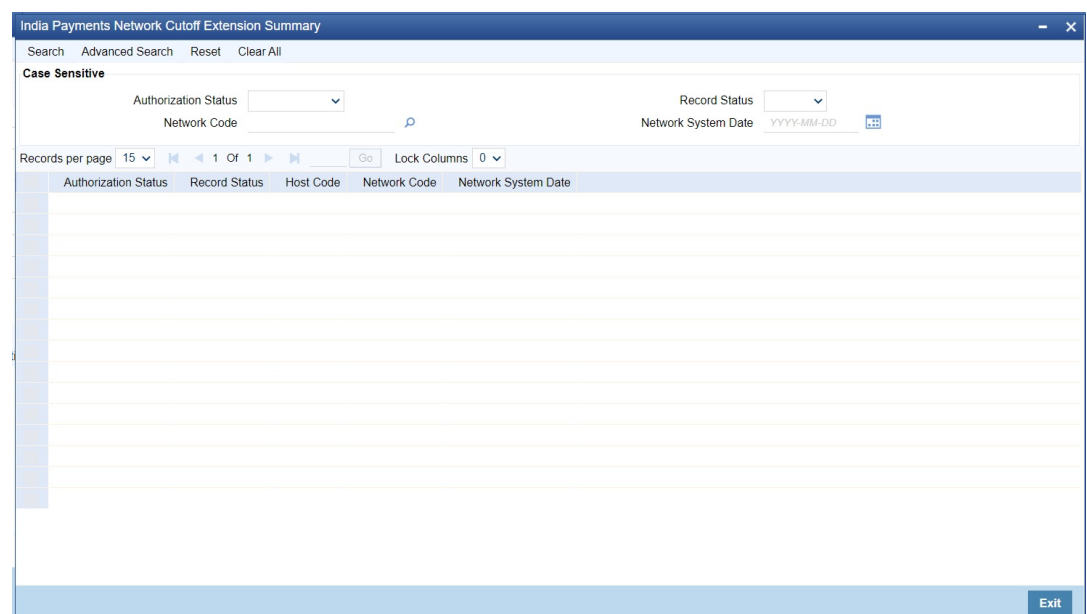 India Payments Network Cutoff Extension Summary
Search Advanced Search Reset Clear All
Case Sensitive
Authorization Status Record Status
Network Code Network System Date YYYY-MM-DD
Records per page 15 1 Of 1 Go Lock Columns 0
Authorization Status Record Status Host Code Network Code Network System Date
Exit